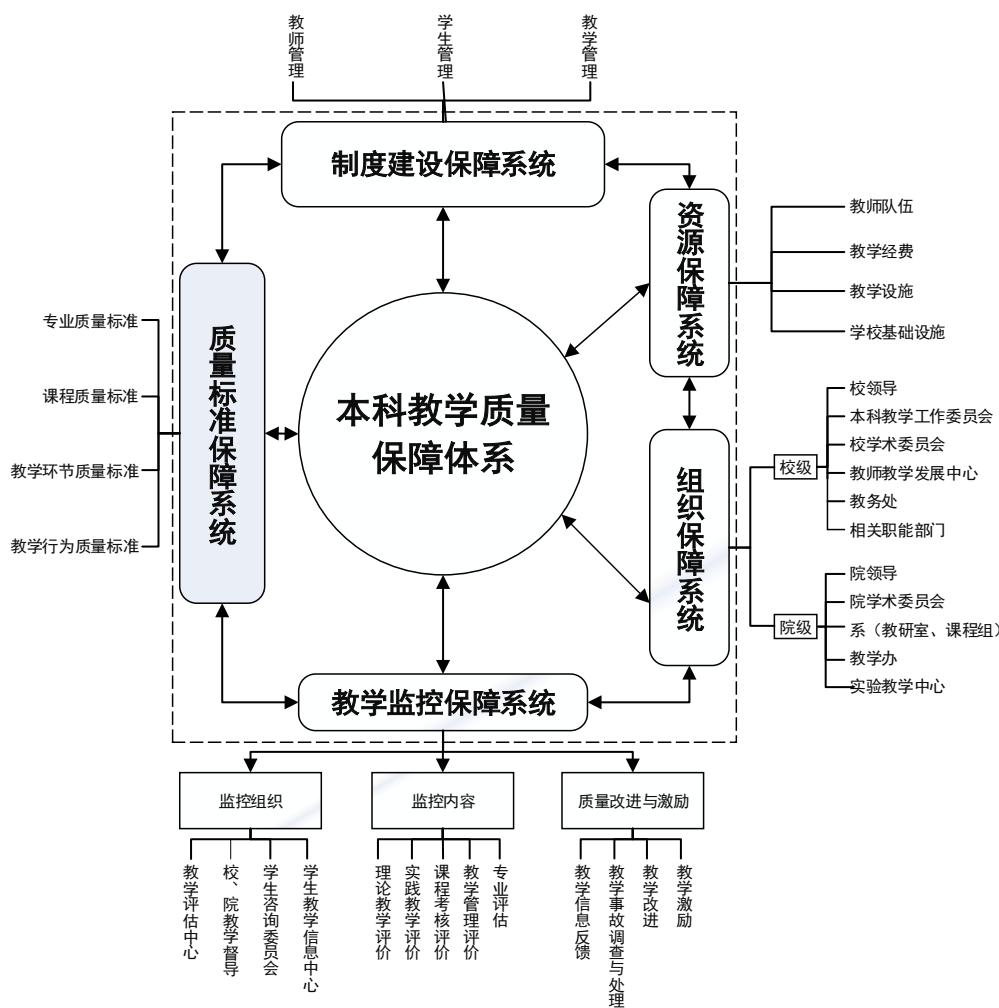 教师管理
学生管理
教学管理
制度建设保障系统
资源保障系统
教师队伍
教学经费
教学设施
学校基础设施
质量标准保障系统
专业质量标准
课程质量标准
教学环节质量标准
教学行为质量标准
本科教学质量
保障体系
组织保障系统
校级
校领导
本科教学工作委员会
校学术委员会
教师教学发展中心
教务处
相关职能部门
院级
院领导
院学术委员会
系（教研室、课程组）
教学办
实验教学中心
教学监控保障系统
监控组织
监控内容
质量改进与激励
教学评估中心
校、院教学督导
学生咨询委员会
学生教学信息中心
理论教学评价
实践教学评价
课程考核评价
教学管理评价
专业评估
教学信息反馈
教学事故调查与处理
教学改进
教学激励